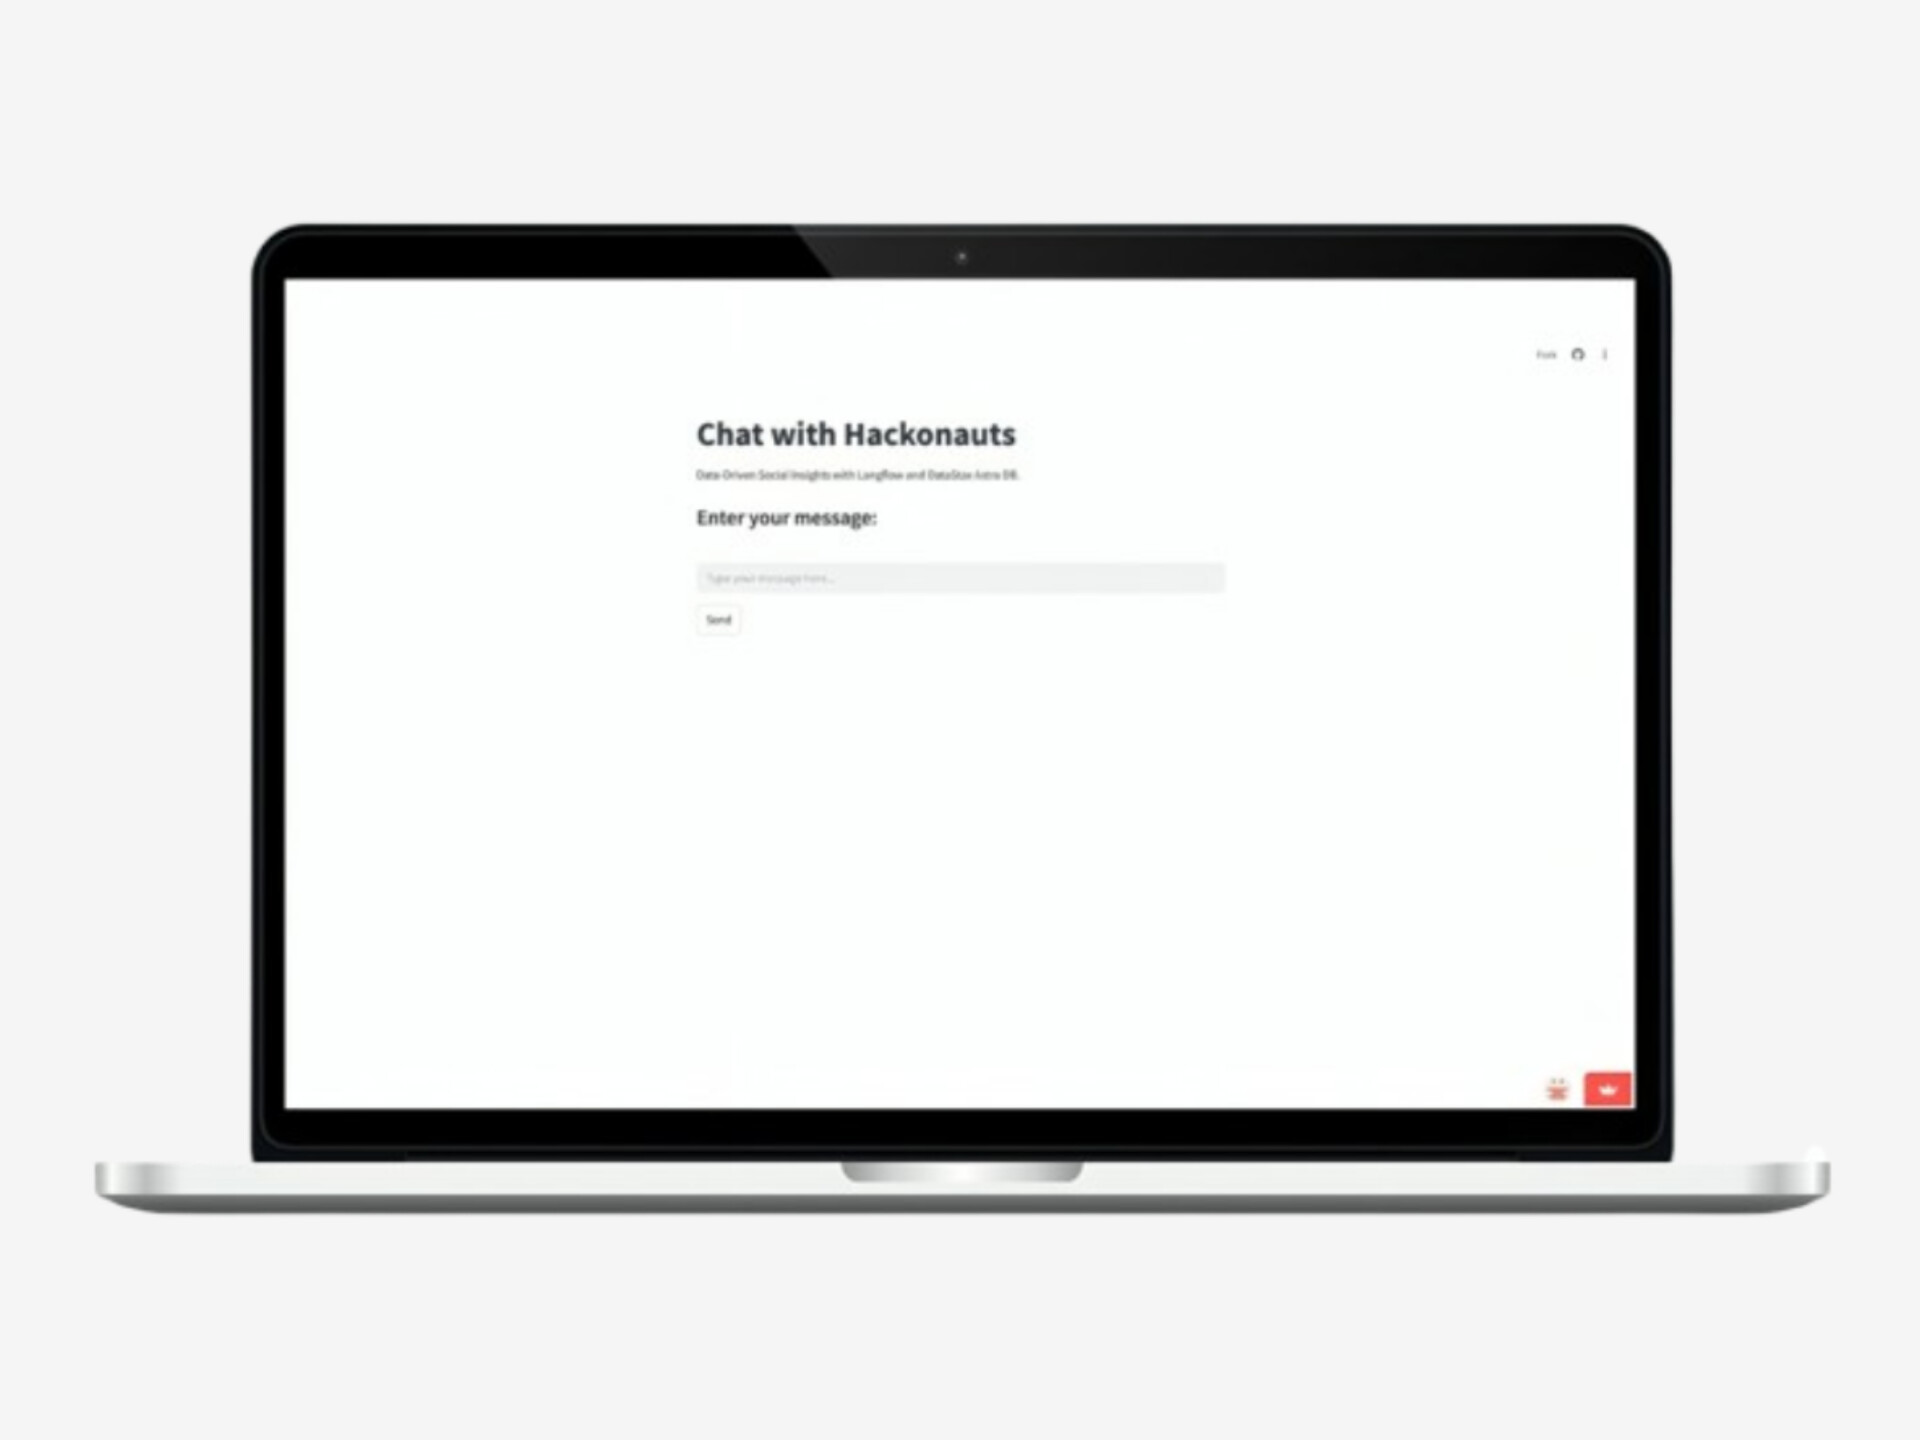 Fork
Chat with Hackonauts
Data-Driven Social Insights with Langflow and DataStax Astra DB.
Enter your message:
Type your message here...
Send